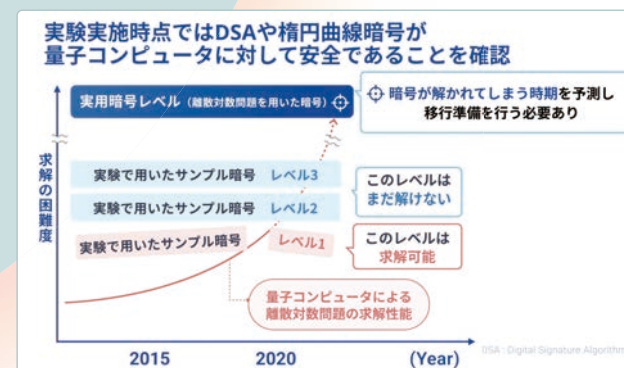 実験実施時点ではDSAや楕円曲線暗号が
量子コンピュータに対して安全であることを確認
実用暗号レベル（離散対数問題を用いた暗号）
暗号が解かれてしまう時期を予測し
移行準備を行う必要あり
求解の困難度
実験で用いたサンプル暗号 レベル3
実験で用いたサンプル暗号 レベル2
このレベルは
まだ解けない
実験で用いたサンプル暗号 レベル1
このレベルは
求解可能
量子コンピュータによる
離散対数問題の求解性能
2015 2020 (Year)
DSA : Digital Signature Algorithm